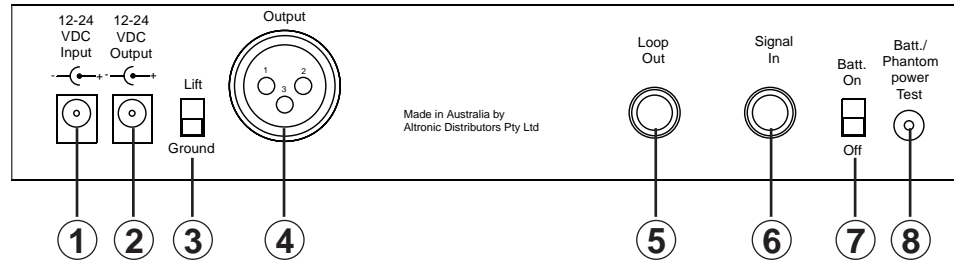 12-24
VDC
Input
12-24
VDC
Output
- +
- +
Lift
Ground
Output
1
2
3
Made in Australia by
Altronic Distributors Pty Ltd
Loop
Out
Signal
In
Batt.
On
Off
Batt./
Phantom
power
Test
1
2
3
4
5
6
7
8